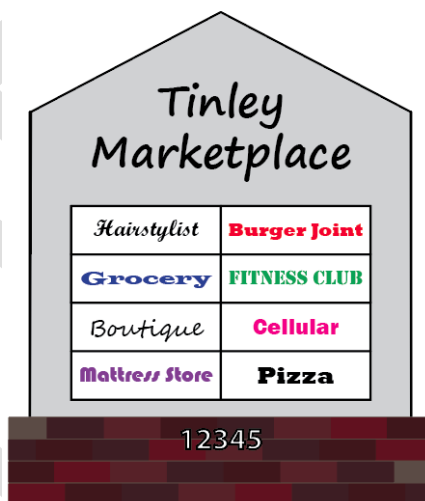 Tinley
Marketplace
Hairstylist Burger Joint
Grocery FITNESS CLUB
Boutique Cellular
Mattress Store Pizza
12345